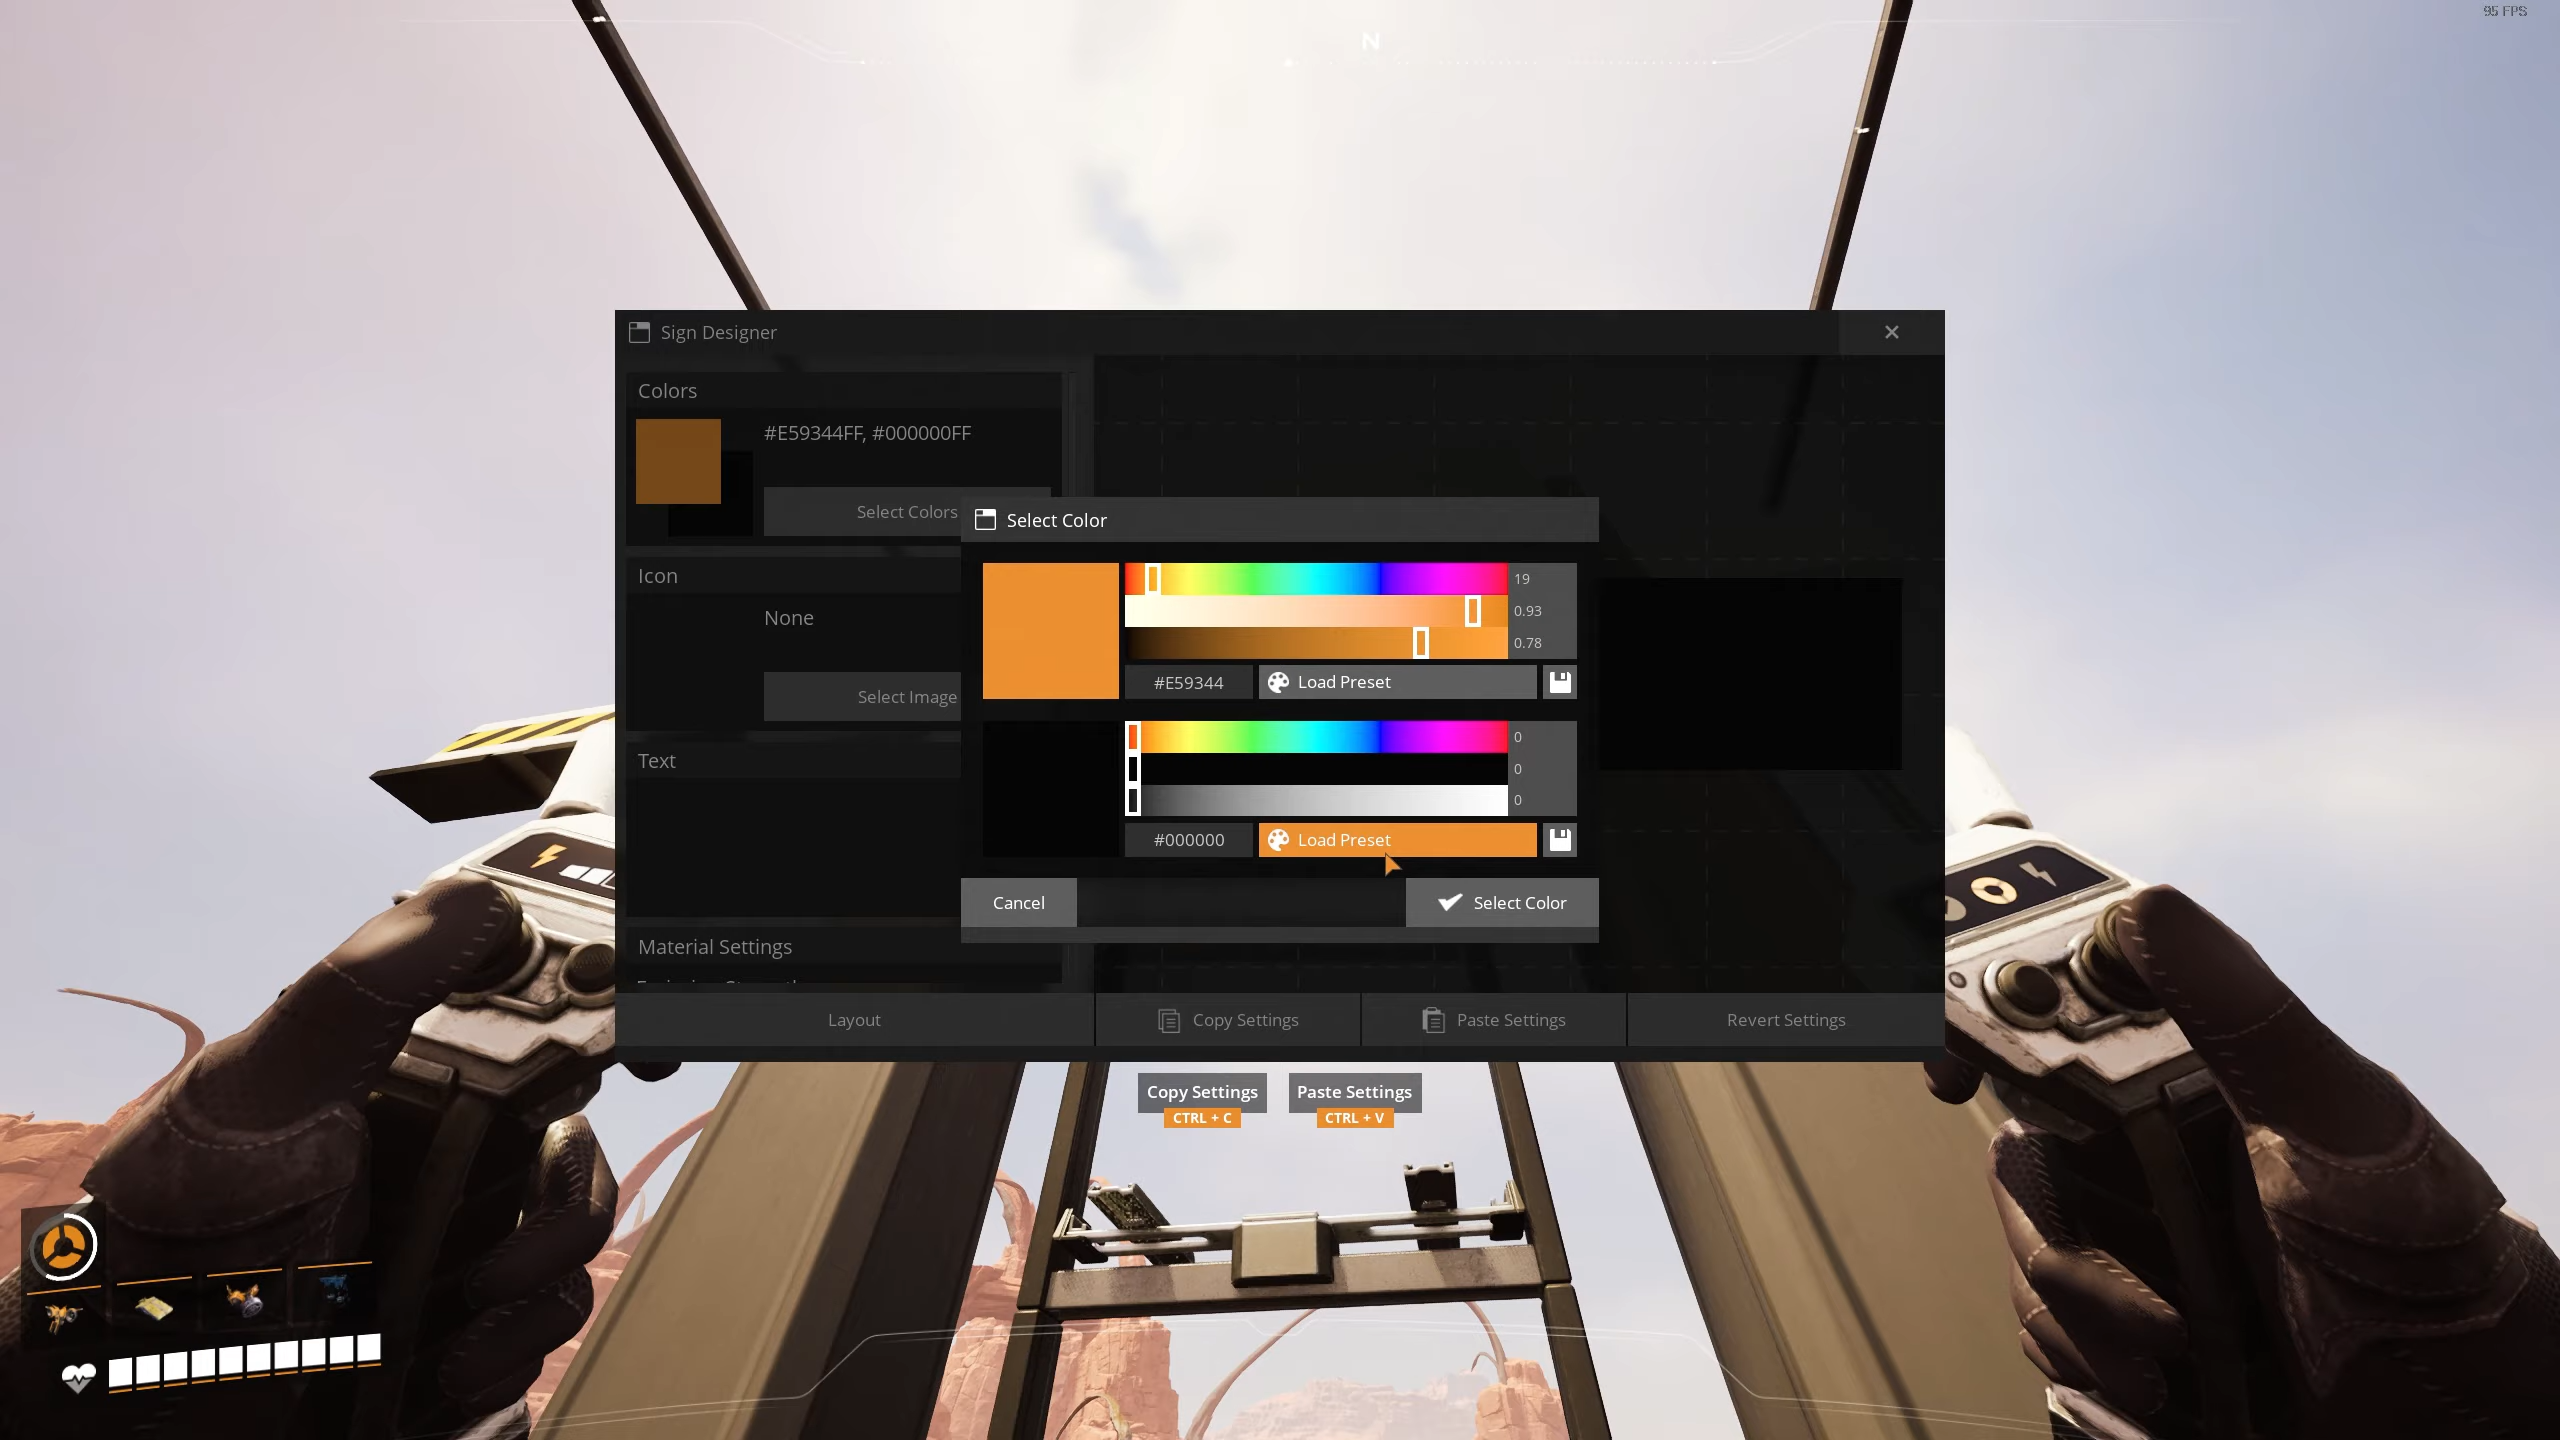 95 FPS
N
Sign Designer
Colors
#E59344FF, #000000FF
Select Colors
Select Color
19
0.93
0.78
#E59344
Load Preset
0
0
0
#000000
Load Preset
Cancel
Select Color
Icon
None
Select Image
Text
Material Settings
Layout
Copy Settings
Paste Settings
Revert Settings
Copy Settings
CTRL + C
Paste Settings
CTRL + V